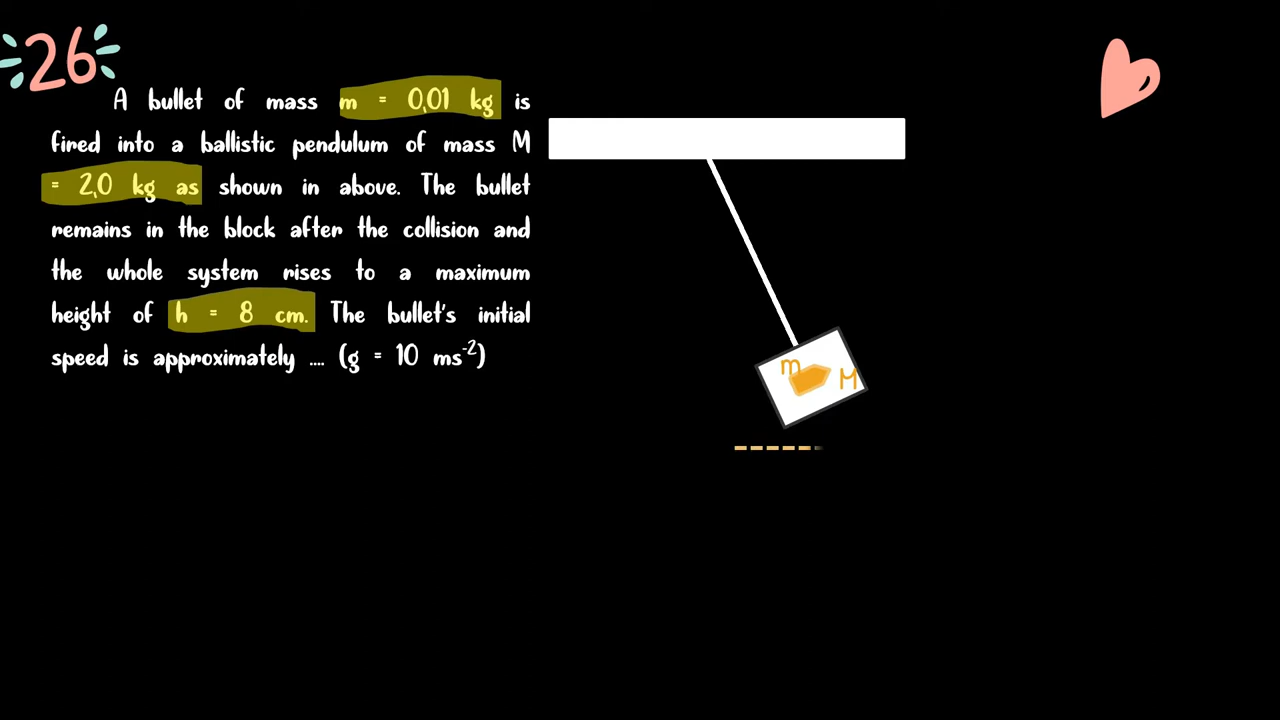 26
A bullet of mass m = 0,01 kg is
fired into a ballistic pendulum of mass M
= 2,0 kg as shown in above. The bullet
remains in the block after the collision and
the whole system rises to a maximum
height of h = 8 cm. The bullet's initial
speed is approximately .... (g = 10 ms⁻²)
m
M